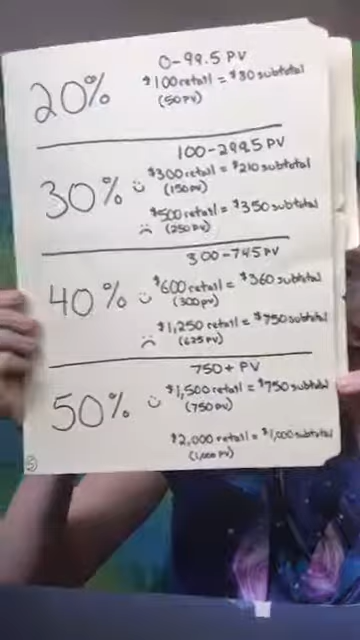 20%
0-99.5 PV
$100 retail = $80 subtotal
(50 PV)
100-299.5 PV
30%
$300 retail = $210 subtotal
(150 PV)
$500 retail = $350 subtotal
(250 PV)
300-745 PV
40%
$600 retail = $360 subtotal
(300 PV)
$1,250 retail = $750 subtotal
(625 PV)
750+ PV
50%
$1,500 retail = $750 subtotal
(750 PV)
$2,000 retail = $1,000 subtotal
(1,000 PV)
5